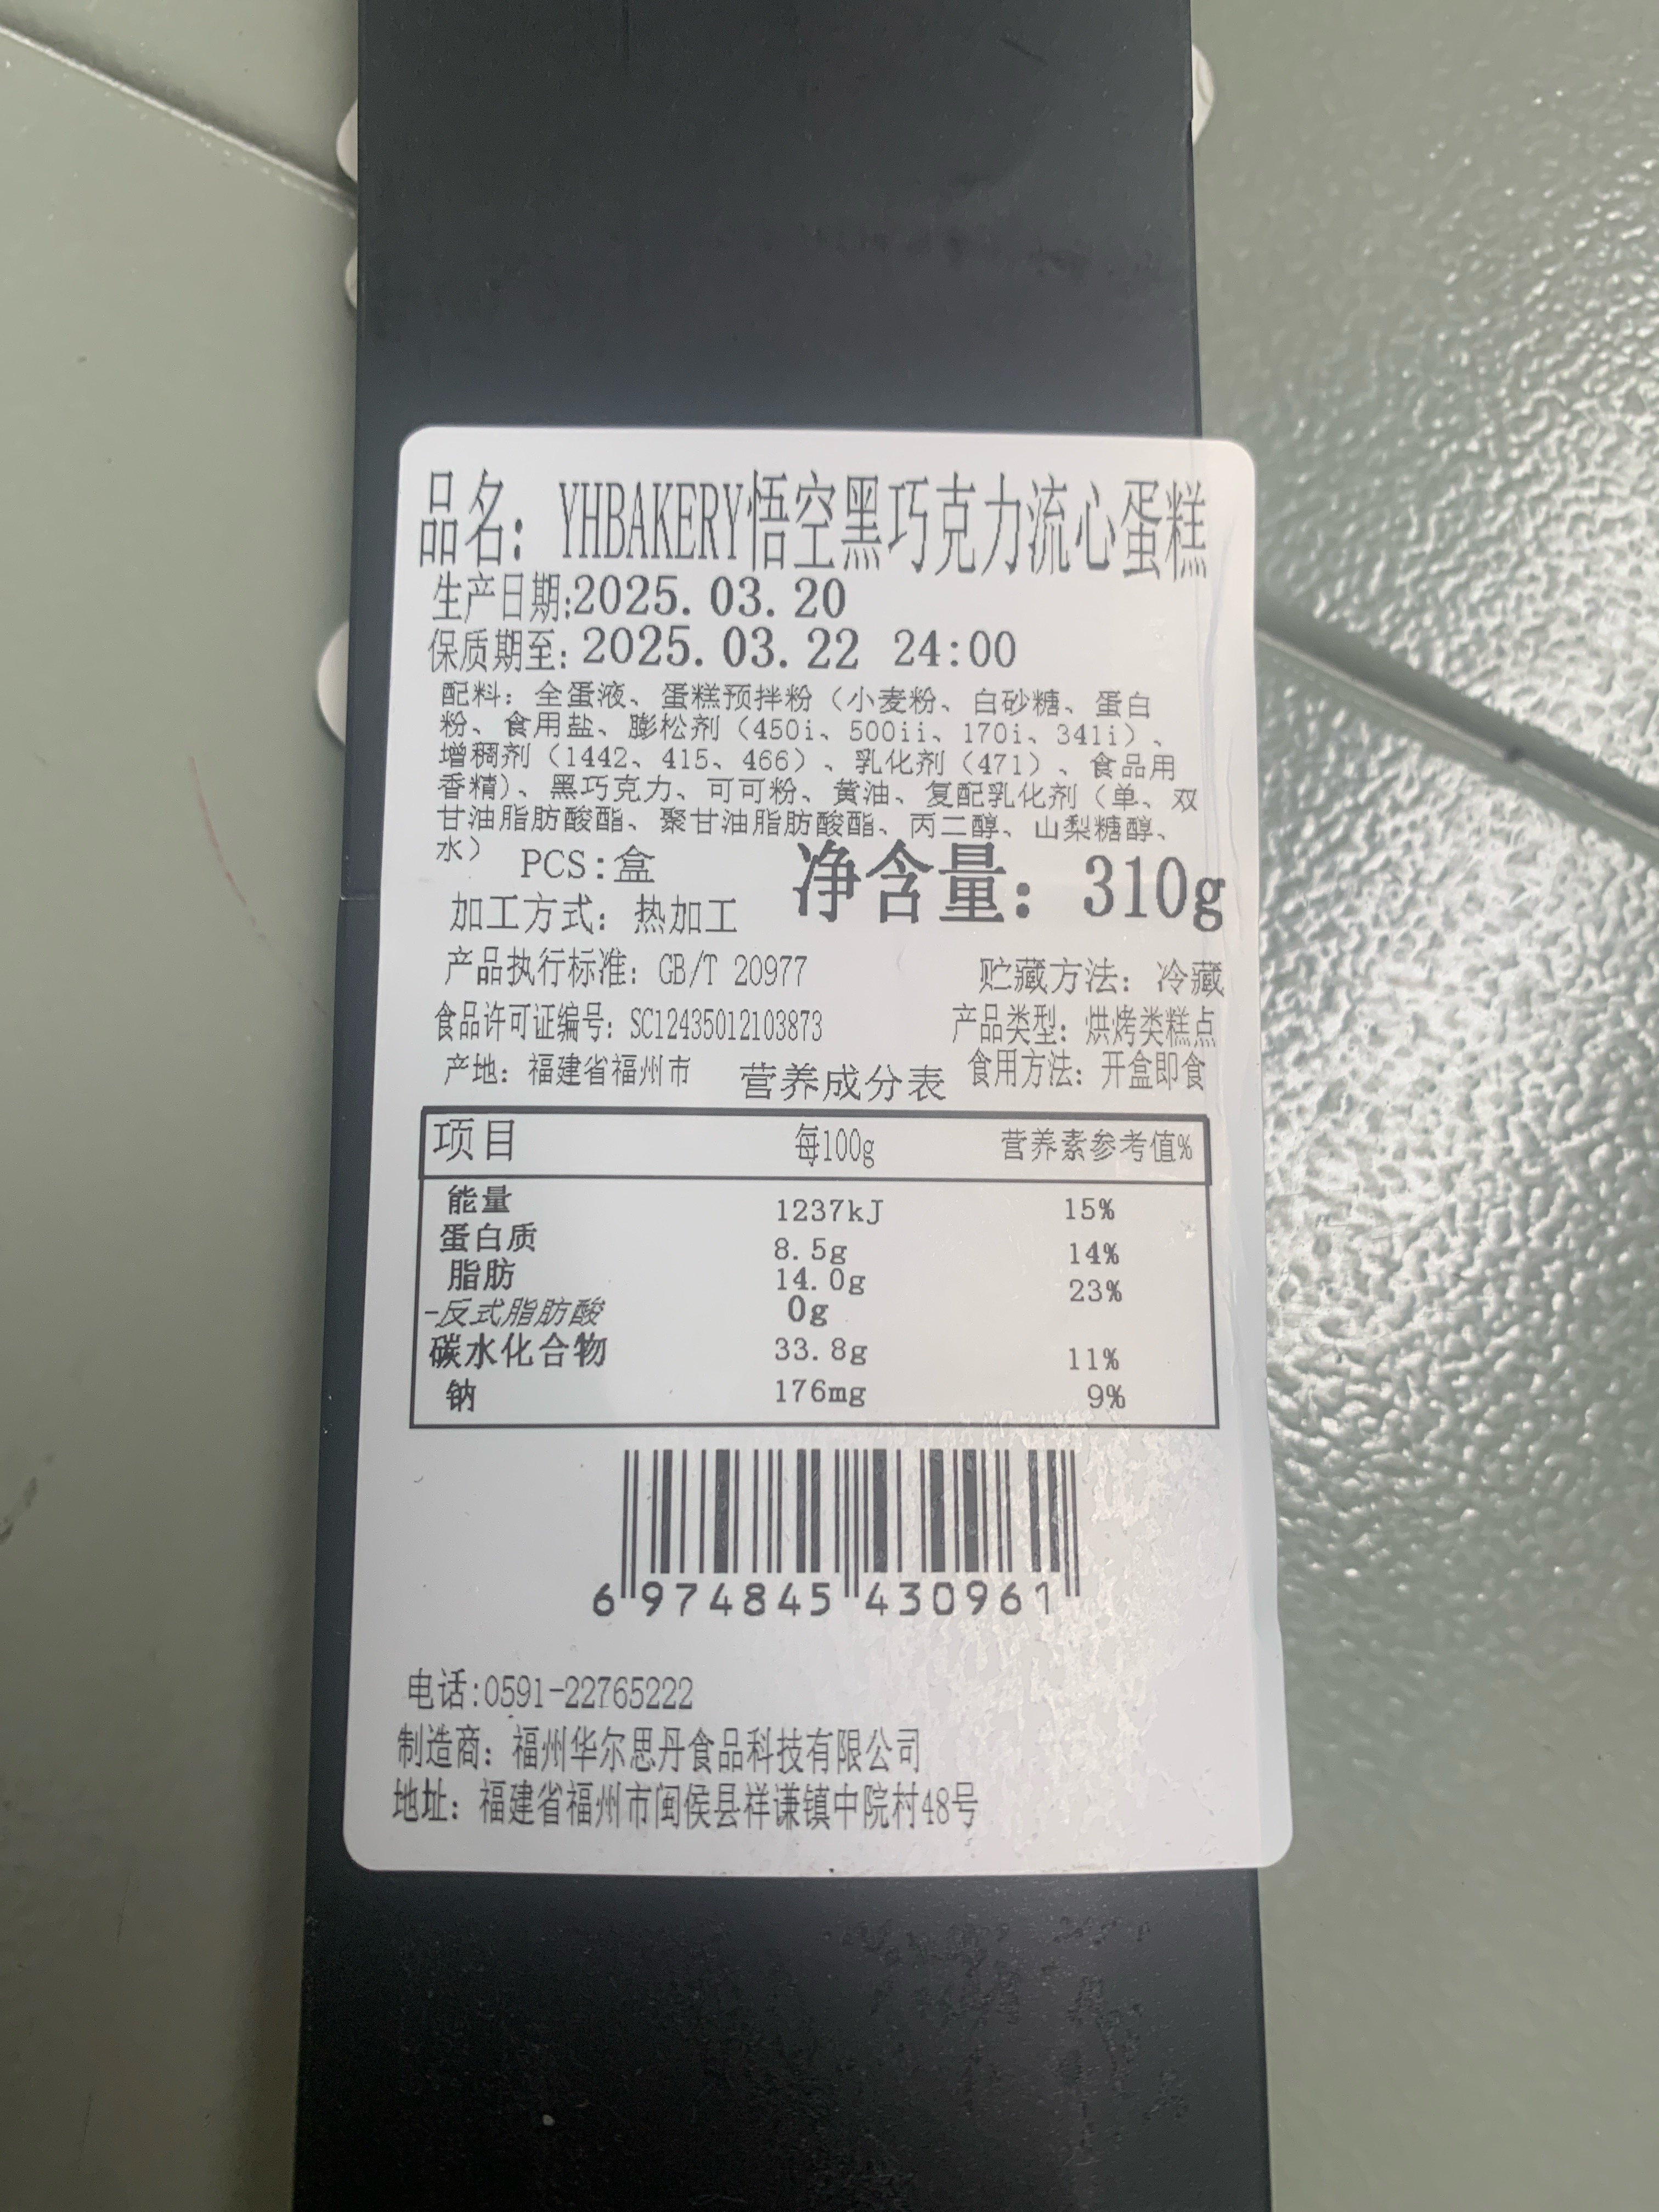 品名：YHBAKERY悟空黑巧克力流心蛋糕
生产日期:2025.03.20
保质期至:2025.03.22 24:00
配料：全蛋液、蛋糕预拌粉（小麦粉、白砂糖、蛋白
粉、食用盐、膨松剂（450i、500ii、170i、341i）、
增稠剂（1442、415、466）、乳化剂（471）、食品用
香精)、黑巧克力、可可粉、黄油、复配乳化剂（单、双
甘油脂肪酸酯、聚甘油脂肪酸酯、丙二醇、山梨糖醇、
水）
PCS:盒 净含量：310g
加工方式：热加工
产品执行标准：GB/T 20977 贮藏方法：冷藏
食品许可证编号：SC12435012103873 产品类型：烘烤类糕点
产地：福建省福州市 营养成分表 食用方法：开盒即食
项目 每100g 营养素参考值%
能量 1237kJ 15%
蛋白质 8.5g 14%
脂肪 14.0g 23%
-反式脂肪酸 0g
碳水化合物 33.8g 11%
钠 176mg 9%
6 974845 430961
电话:0591-22765222
制造商：福州华尔思丹食品科技有限公司
地址：福建省福州市闽侯县祥谦镇中院村48号